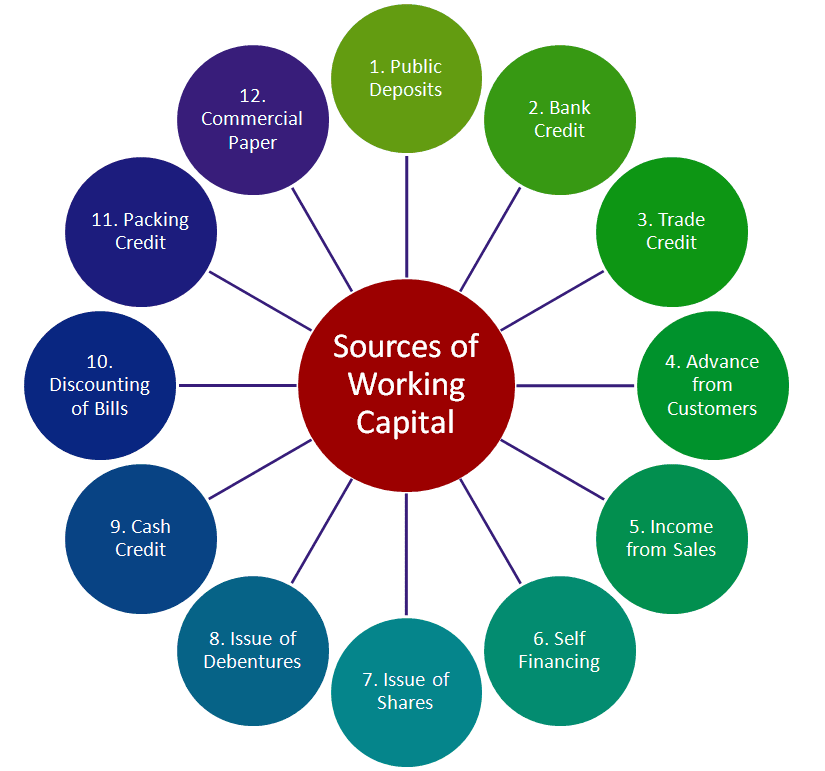 Sources of
Working
Capital
1. Public
Deposits
2. Bank
Credit
3. Trade
Credit
4. Advance
from
Customers
5. Income
from Sales
6. Self
Financing
7. Issue of
Shares
8. Issue of
Debentures
9. Cash
Credit
10.
Discounting
of Bills
11. Packing
Credit
12.
Commercial
Paper